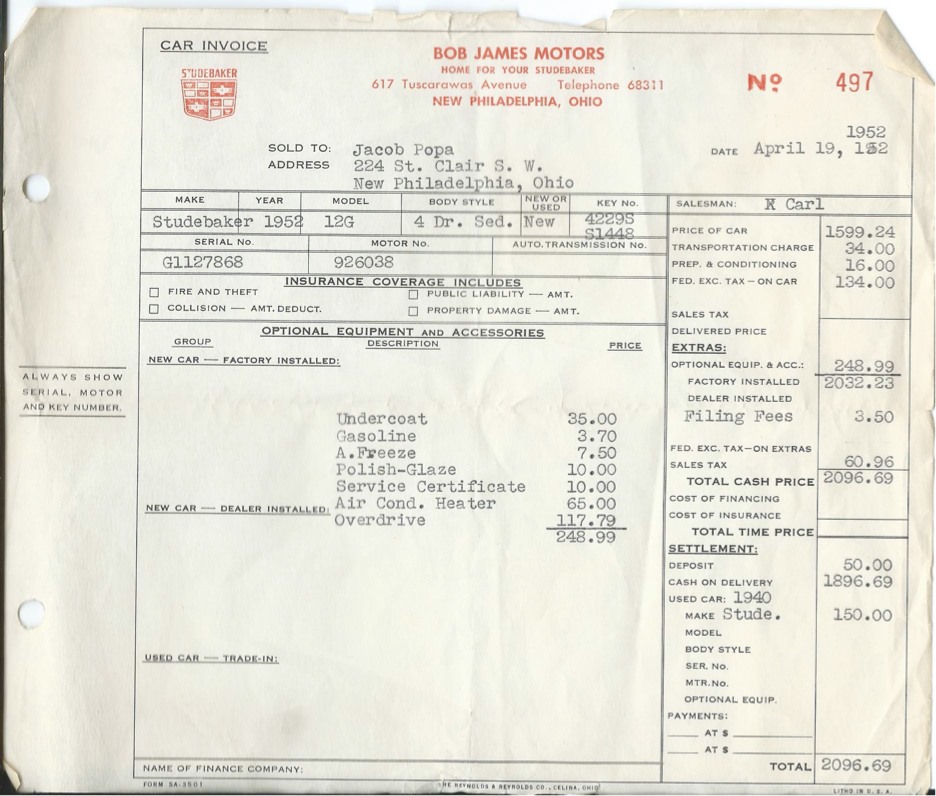 CAR INVOICE
STUDEBAKER
BOB JAMES MOTORS
HOME FOR YOUR STUDEBAKER
617 Tuscarawas Avenue Telephone 68311
NEW PHILADELPHIA, OHIO
Nº 497
1952
DATE April 19, 1952
SOLD TO: Jacob Popa
ADDRESS 224 St. Clair S. W.
New Philadelphia, Ohio
MAKE YEAR MODEL BODY STYLE NEW OR USED KEY No.
Studebaker 1952 12G 4 Dr. Sed. New 4229S
S1448
SERIAL No. MOTOR No. AUTO. TRANSMISSION No.
G1127868 926038
INSURANCE COVERAGE INCLUDES
FIRE AND THEFT PUBLIC LIABILITY — AMT.
COLLISION — AMT. DEDUCT. PROPERTY DAMAGE — AMT.
OPTIONAL EQUIPMENT AND ACCESSORIES
GROUP DESCRIPTION PRICE
NEW CAR — FACTORY INSTALLED:
ALWAYS SHOW
SERIAL, MOTOR
AND KEY NUMBER.
Undercoat 35.00
Gasoline 3.70
A.Freeze 7.50
Polish-Glaze 10.00
Service Certificate 10.00
NEW CAR — DEALER INSTALLED: Air Cond. Heater 65.00
Overdrive 117.79
248.99
USED CAR — TRADE-IN:
NAME OF FINANCE COMPANY:
SALESMAN: K Carl
PRICE OF CAR 1599.24
TRANSPORTATION CHARGE 34.00
PREP. & CONDITIONING 16.00
FED. EXC. TAX — ON CAR 134.00
SALES TAX
DELIVERED PRICE
EXTRAS:
OPTIONAL EQUIP. & ACC.: 248.99
FACTORY INSTALLED 2032.23
DEALER INSTALLED
Filing Fees 3.50
FED. EXC. TAX—ON EXTRAS
SALES TAX 60.96
TOTAL CASH PRICE 2096.69
COST OF FINANCING
COST OF INSURANCE
TOTAL TIME PRICE
SETTLEMENT:
DEPOSIT 50.00
CASH ON DELIVERY 1896.69
USED CAR: 1940
MAKE Stude. 150.00
MODEL
BODY STYLE
SER. No.
MTR. No.
OPTIONAL EQUIP.
PAYMENTS:
AT $
AT $
TOTAL 2096.69
FORM SA-3501
THE REYNOLDS & REYNOLDS CO., CELINA, OHIO
LITHO IN U. S. A.